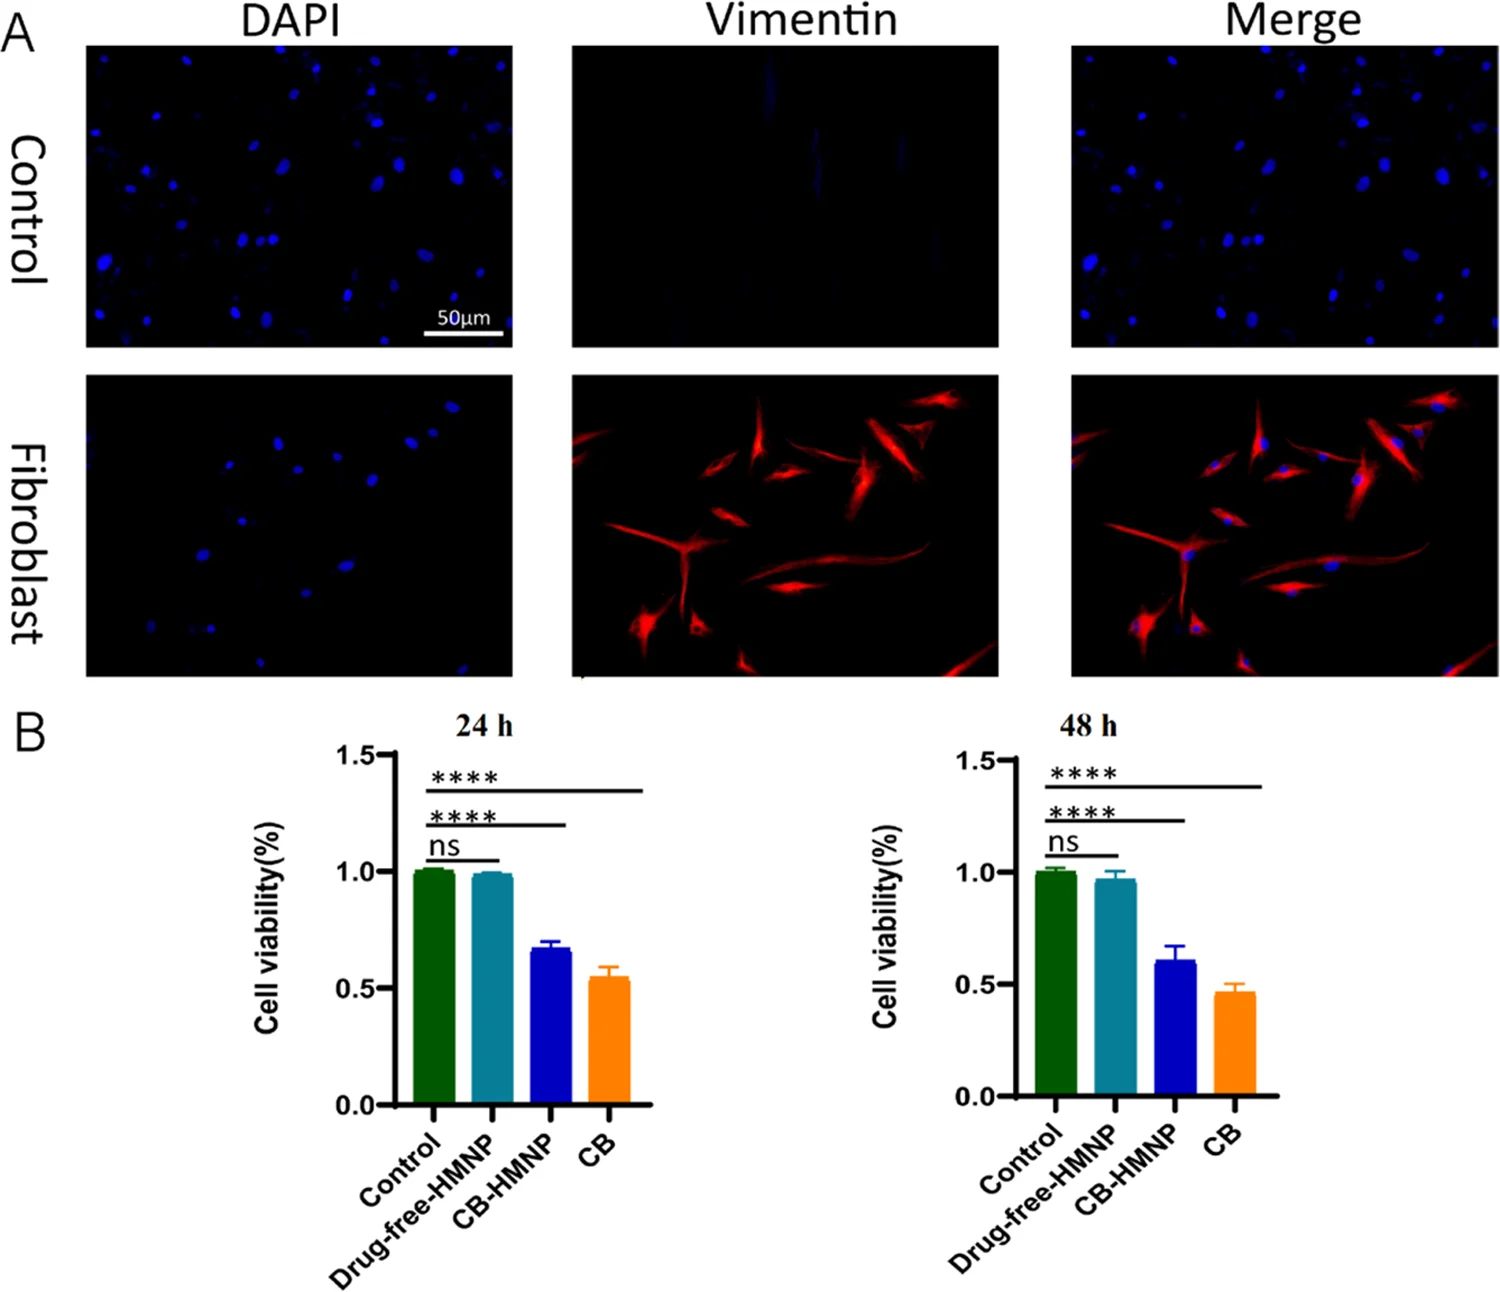 A
DAPI
Vimentin
Merge
Control
50μm
Fibroblast
B
24 h
1.5
1.0
0.5
0.0
Cell viability(%)
****
****
ns
Control
Drug-free-HMNP
CB-HMNP
CB
48 h
1.5
1.0
0.5
0.0
Cell viability(%)
****
****
ns
Control
Drug-free-HMNP
CB-HMNP
CB